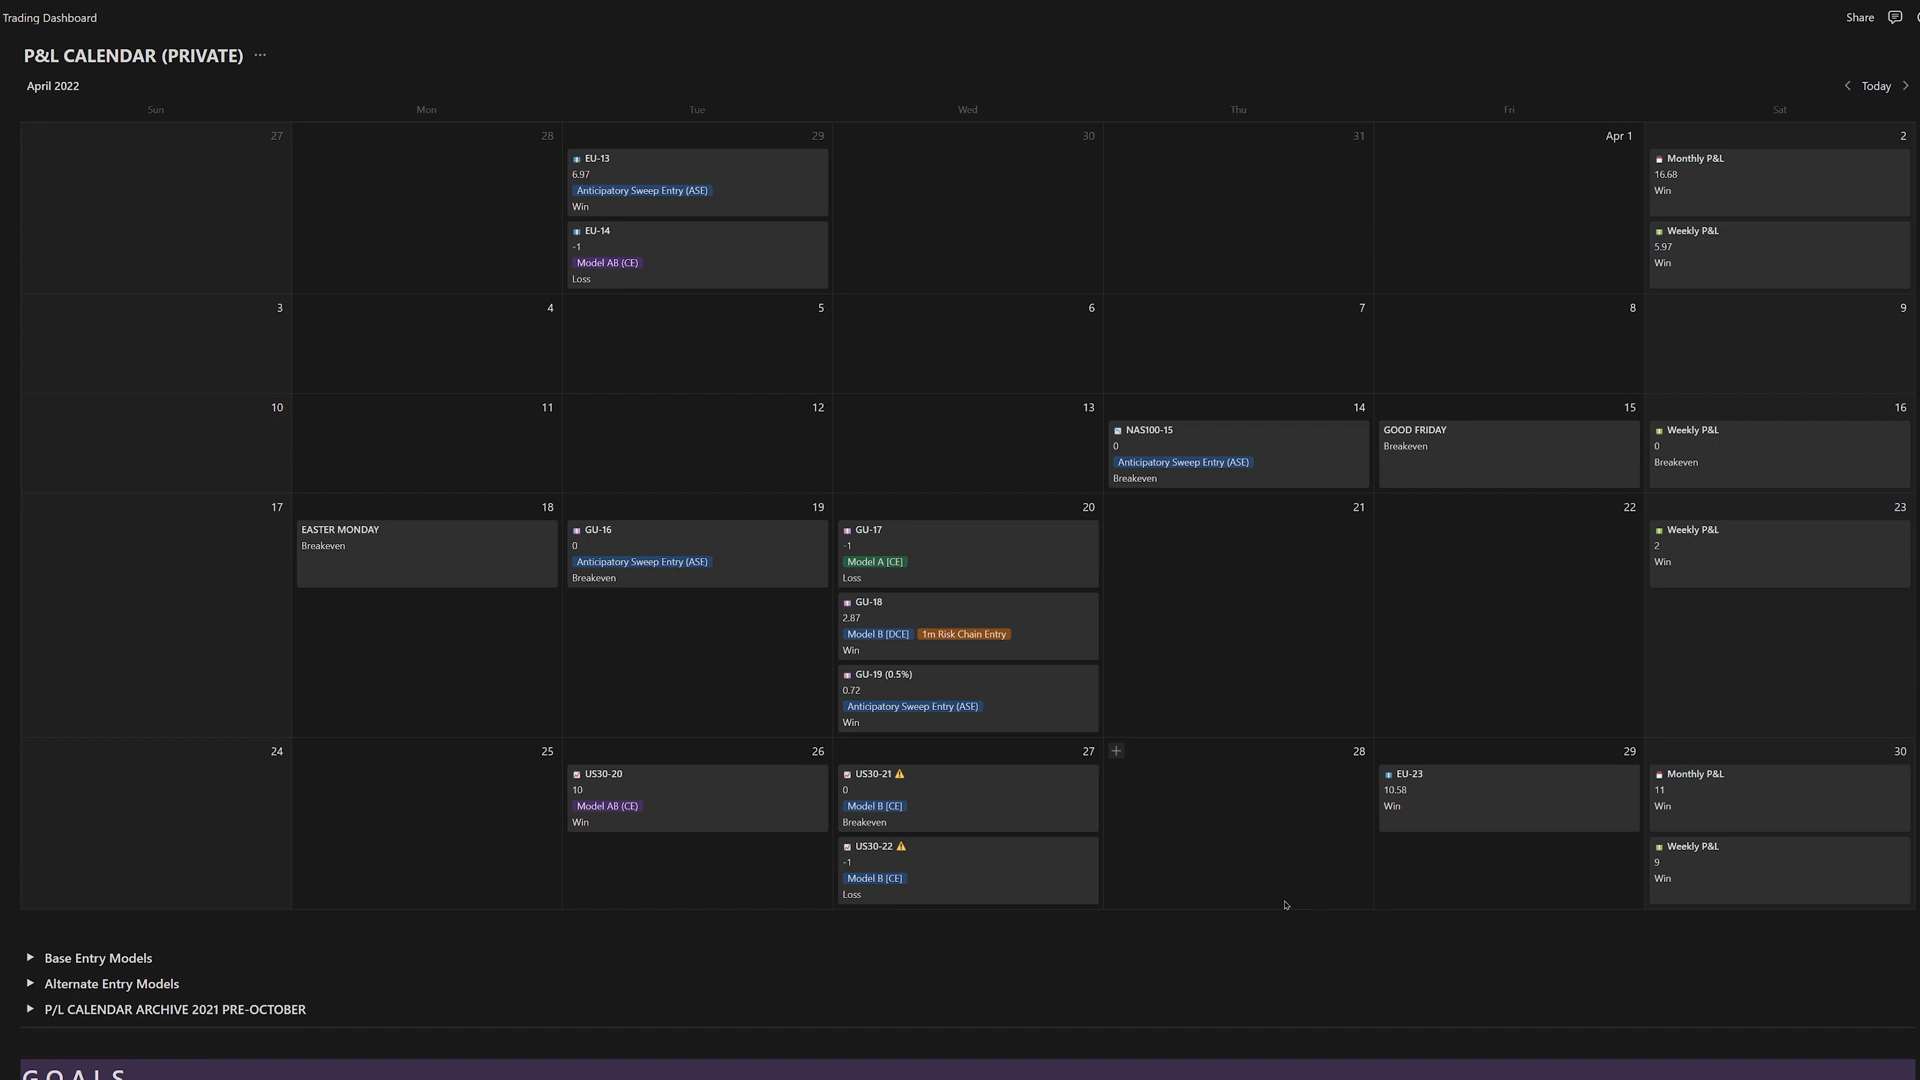 Trading Dashboard
Share
P&L CALENDAR (PRIVATE) ...
April 2022
Today
Sun Mon Tue Wed Thu Fri Sat
27 28 29 30 31 Apr 1 2
EU-13
6.97
Anticipatory Sweep Entry (ASE)
Win
EU-14
-1
Model AB (CE)
Loss
Monthly P&L
16.68
Win
Weekly P&L
5.97
Win
3 4 5 6 7 8 9
10 11 12 13 14 15 16
NAS100-15
0
Anticipatory Sweep Entry (ASE)
Breakeven
GOOD FRIDAY
Breakeven
Weekly P&L
0
Breakeven
17 18 19 20 21 22 23
EASTER MONDAY
Breakeven
GU-16
0
Anticipatory Sweep Entry (ASE)
Breakeven
GU-17
-1
Model A [CE]
Loss
GU-18
2.87
Model B [DCE] 1m Risk Chain Entry
Win
GU-19 (0.5%)
0.72
Anticipatory Sweep Entry (ASE)
Win
Weekly P&L
2
Win
24 25 26 27 28 29 30
US30-20
10
Model AB (CE)
Win
US30-21
0
Model B [CE]
Breakeven
US30-22
-1
Model B [CE]
Loss
EU-23
10.58
Win
Monthly P&L
11
Win
Weekly P&L
9
Win
Base Entry Models
Alternate Entry Models
P/L CALENDAR ARCHIVE 2021 PRE-OCTOBER
GOALS